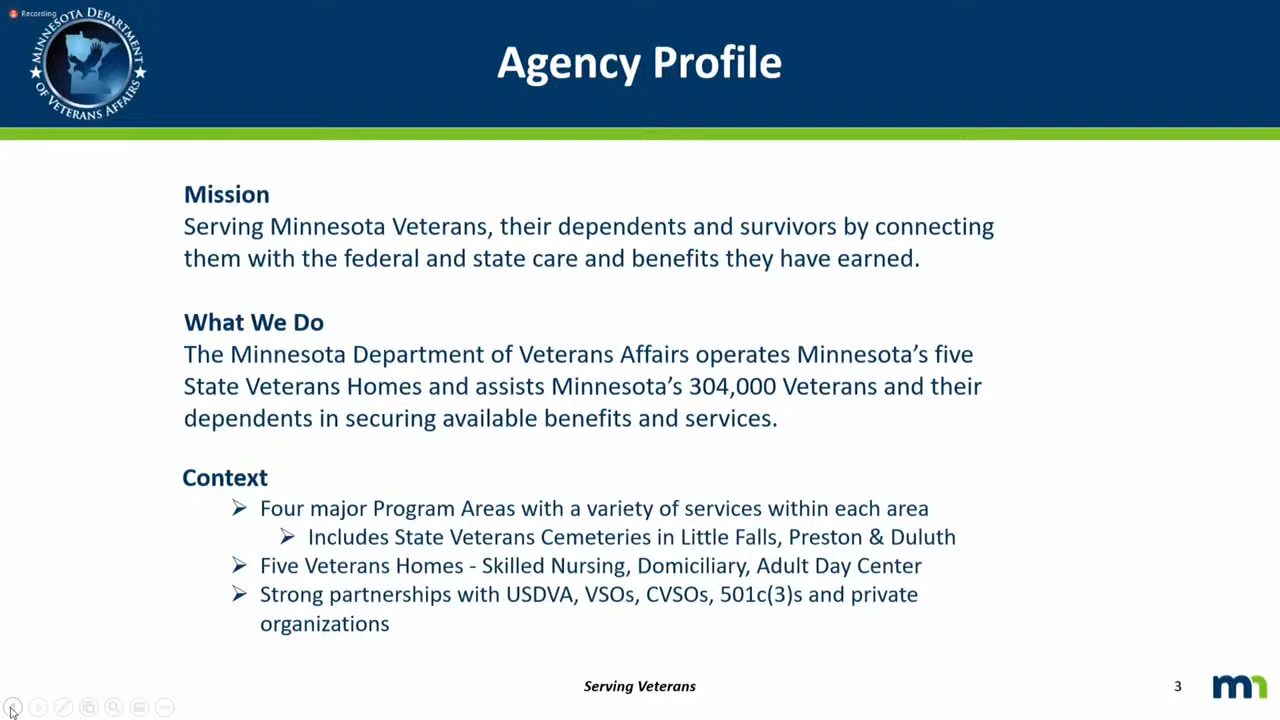 Recording
MINNESOTA DEPARTMENT
OF VETERANS AFFAIRS
Agency Profile
Mission
Serving Minnesota Veterans, their dependents and survivors by connecting
them with the federal and state care and benefits they have earned.
What We Do
The Minnesota Department of Veterans Affairs operates Minnesota’s five
State Veterans Homes and assists Minnesota’s 304,000 Veterans and their
dependents in securing available benefits and services.
Context
Four major Program Areas with a variety of services within each area
Includes State Veterans Cemeteries in Little Falls, Preston & Duluth
Five Veterans Homes - Skilled Nursing, Domiciliary, Adult Day Center
Strong partnerships with USDVA, VSOs, CVSOs, 501c(3)s and private
organizations
Serving Veterans
3
mn